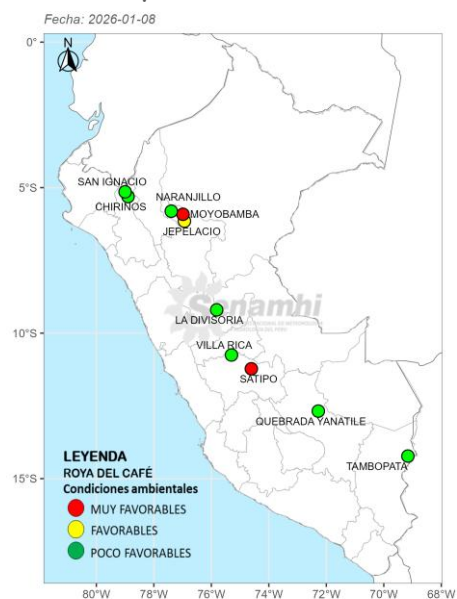 Fecha: 2026-01-08
N
0°
5°S
10°S
15°S
SAN IGNACIO
CHIRINOS
NARANJILLO
MOYOBAMBA
JEPELACIO
Senamhi
LA DIVISORIA
VILLA RICA
SATIPO
QUEBRADA YANATILE
TAMBOPATA
LEYENDA
ROYA DEL CAFÉ
Condiciones ambientales
MUY FAVORABLES
FAVORABLES
POCO FAVORABLES
80°W 78°W 76°W 74°W 72°W 70°W 68°W